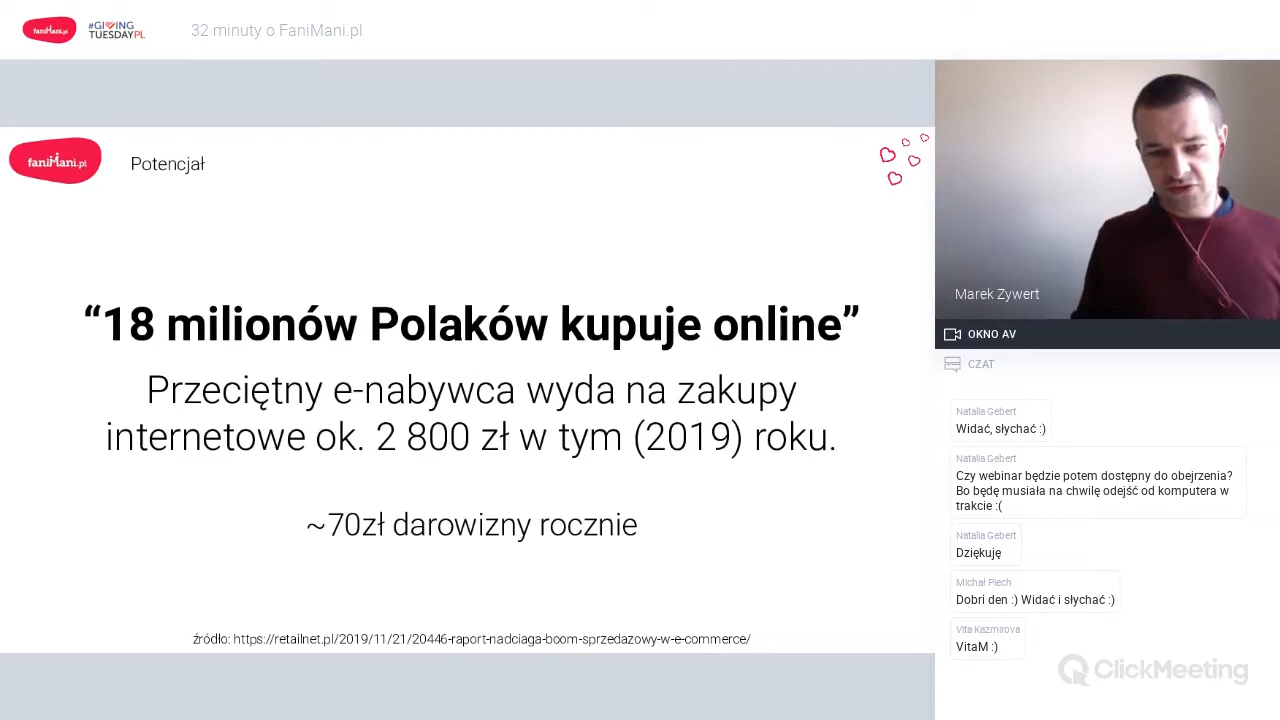 faniMani.pl
#GIVING
TUESDAYPL
32 minuty o FaniMani.pl
faniMani.pl
Potencjał
“18 milionów Polaków kupuje online”
Przeciętny e-nabywca wyda na zakupy
internetowe ok. 2 800 zł w tym (2019) roku.
~70zł darowizny rocznie
źródło: https://retailnet.pl/2019/11/21/20446-raport-nadciaga-boom-sprzedazowy-w-e-commerce/
Marek Zywert
OKNO AV
CZAT
Natalia Gebert
Widać, słychać :)
Natalia Gebert
Czy webinar będzie potem dostępny do obejrzenia?
Bo będę musiała na chwilę odejść od komputera w
trakcie :(
Natalia Gebert
Dziękuję
Michał Piech
Dobri den :) Widać i słychać :)
Vita Kazmirova
VitaM :)
ClickMeeting